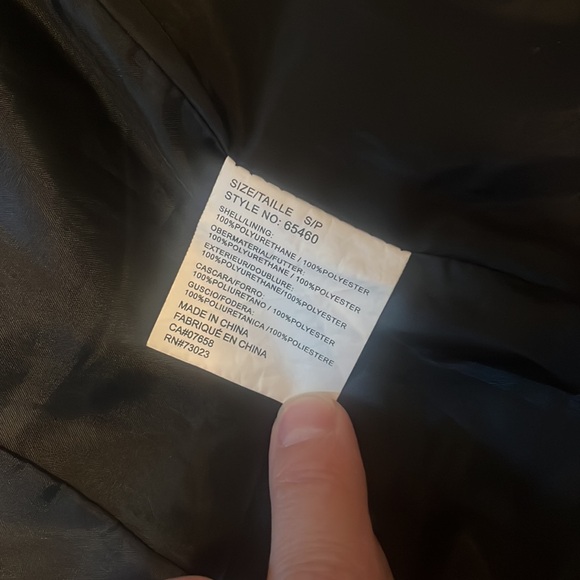 SIZE/TAILLE S/P
STYLE NO: 65460
SHELL/LINING:
100%POLYURETHANE / 100%POLYESTER
OBERMATERIAL/FUTTER:
100%POLYURETHANE / 100%POLYESTER
EXTERIEUR/DOUBLURE:
100%POLYURETHANE/100%POLYESTER
CASCARA/FORRO:
100%POLIURETANO / 100%POLYESTER
GUSCIO/FODERA:
100%POLIURETANICA /100%POLIESTERE
MADE IN CHINA
FABRIQUÉ EN CHINA
CA#07658
RN#73023